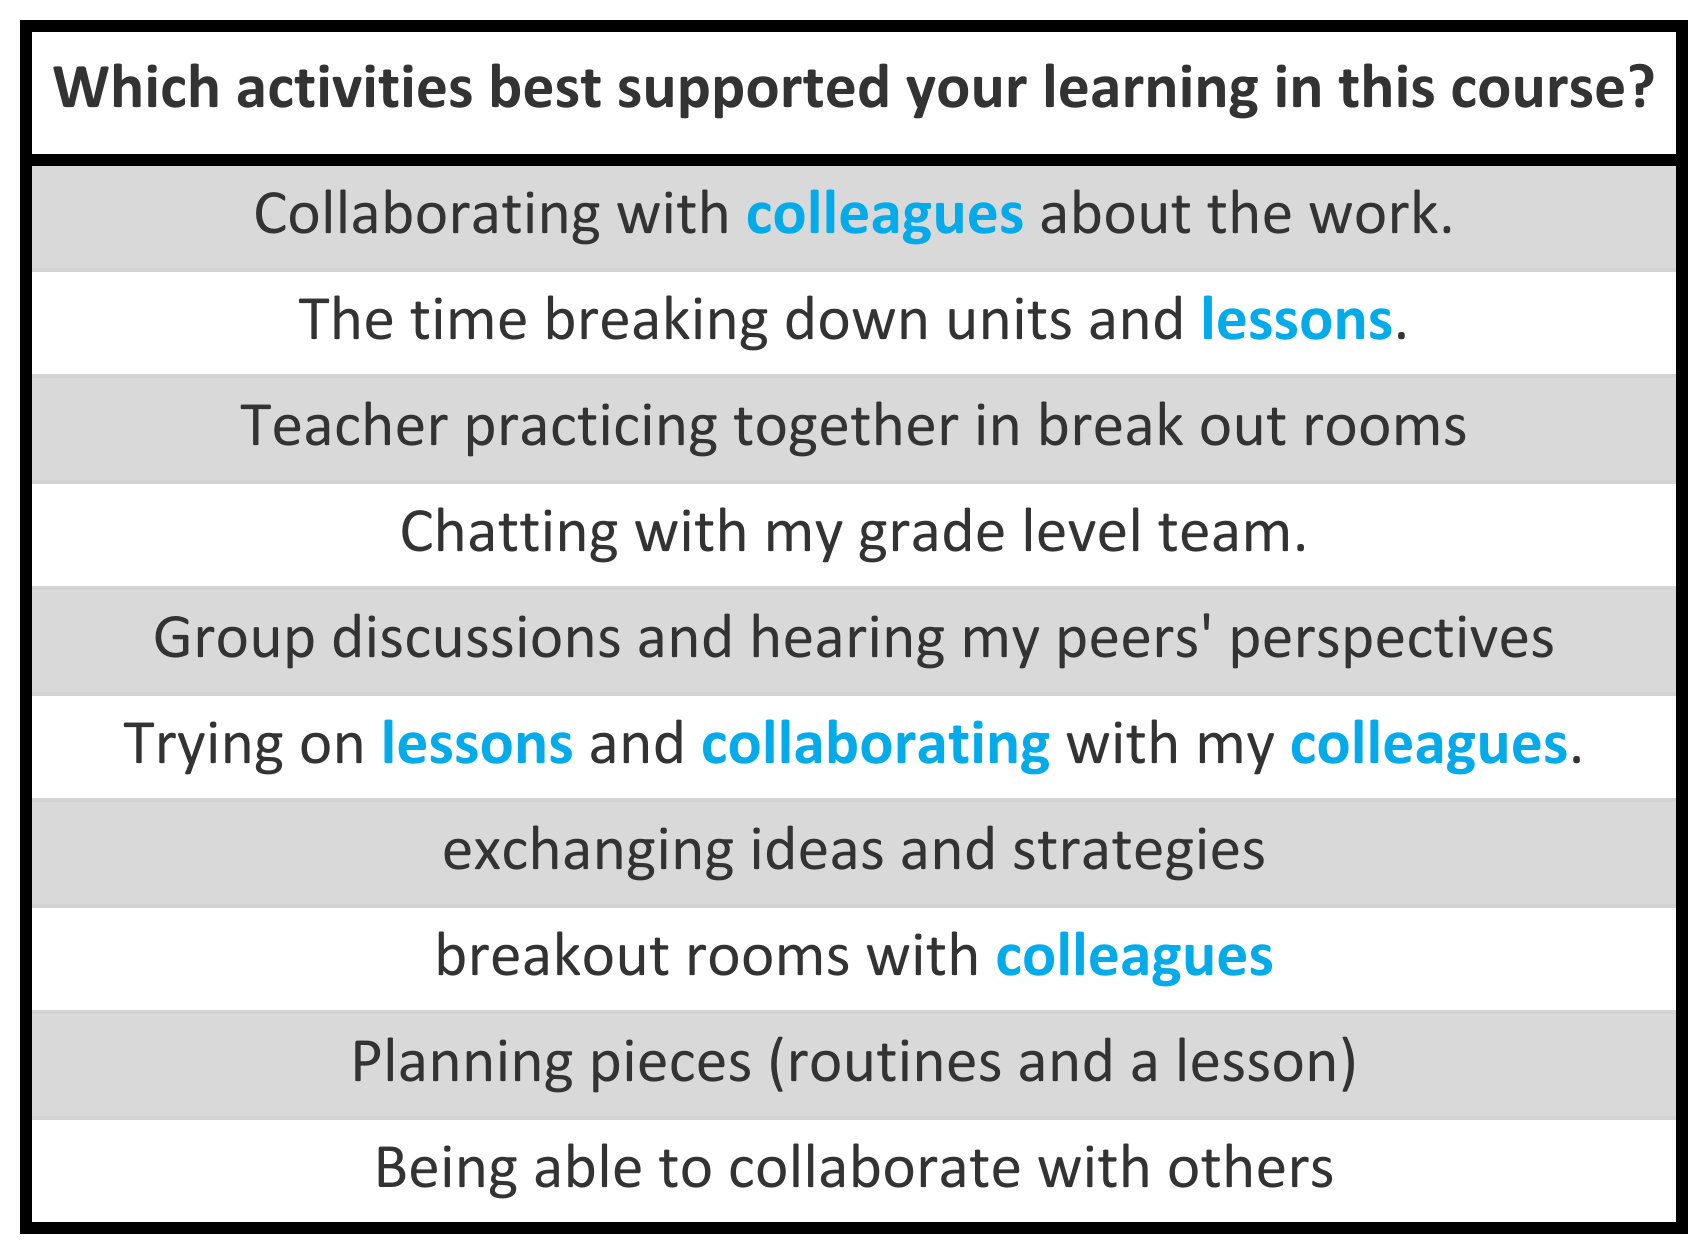 Which activities best supported your learning in this course?
Collaborating with colleagues about the work.
The time breaking down units and lessons.
Teacher practicing together in break out rooms
Chatting with my grade level team.
Group discussions and hearing my peers' perspectives
Trying on lessons and collaborating with my colleagues.
exchanging ideas and strategies
breakout rooms with colleagues
Planning pieces (routines and a lesson)
Being able to collaborate with others